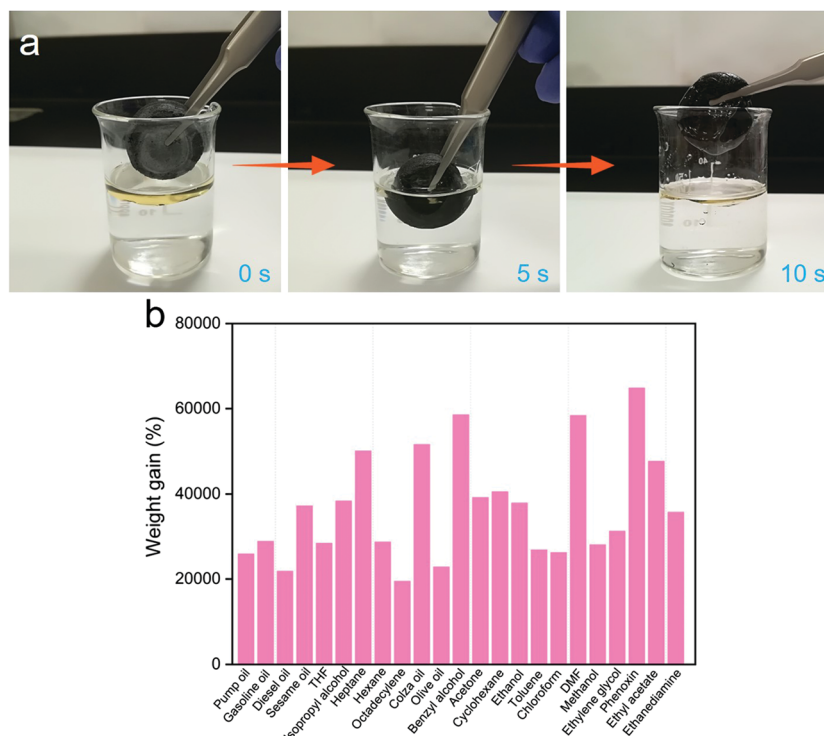 a
0 s
5 s
10 s
b
80000
60000
40000
20000
0
Weight gain (%)
Pump oil
Gasoline oil
Diesel oil
Sesame oil
THF
Isopropyl alcohol
Heptane
Hexane
Octadecylene
Colza oil
Olive oil
Benzyl alcohol
Acetone
Cyclohexane
Ethanol
Toluene
Chloroform
DMF
Methanol
Ethylene glycol
Phenoxin
Ethyl acetate
Ethanediamine